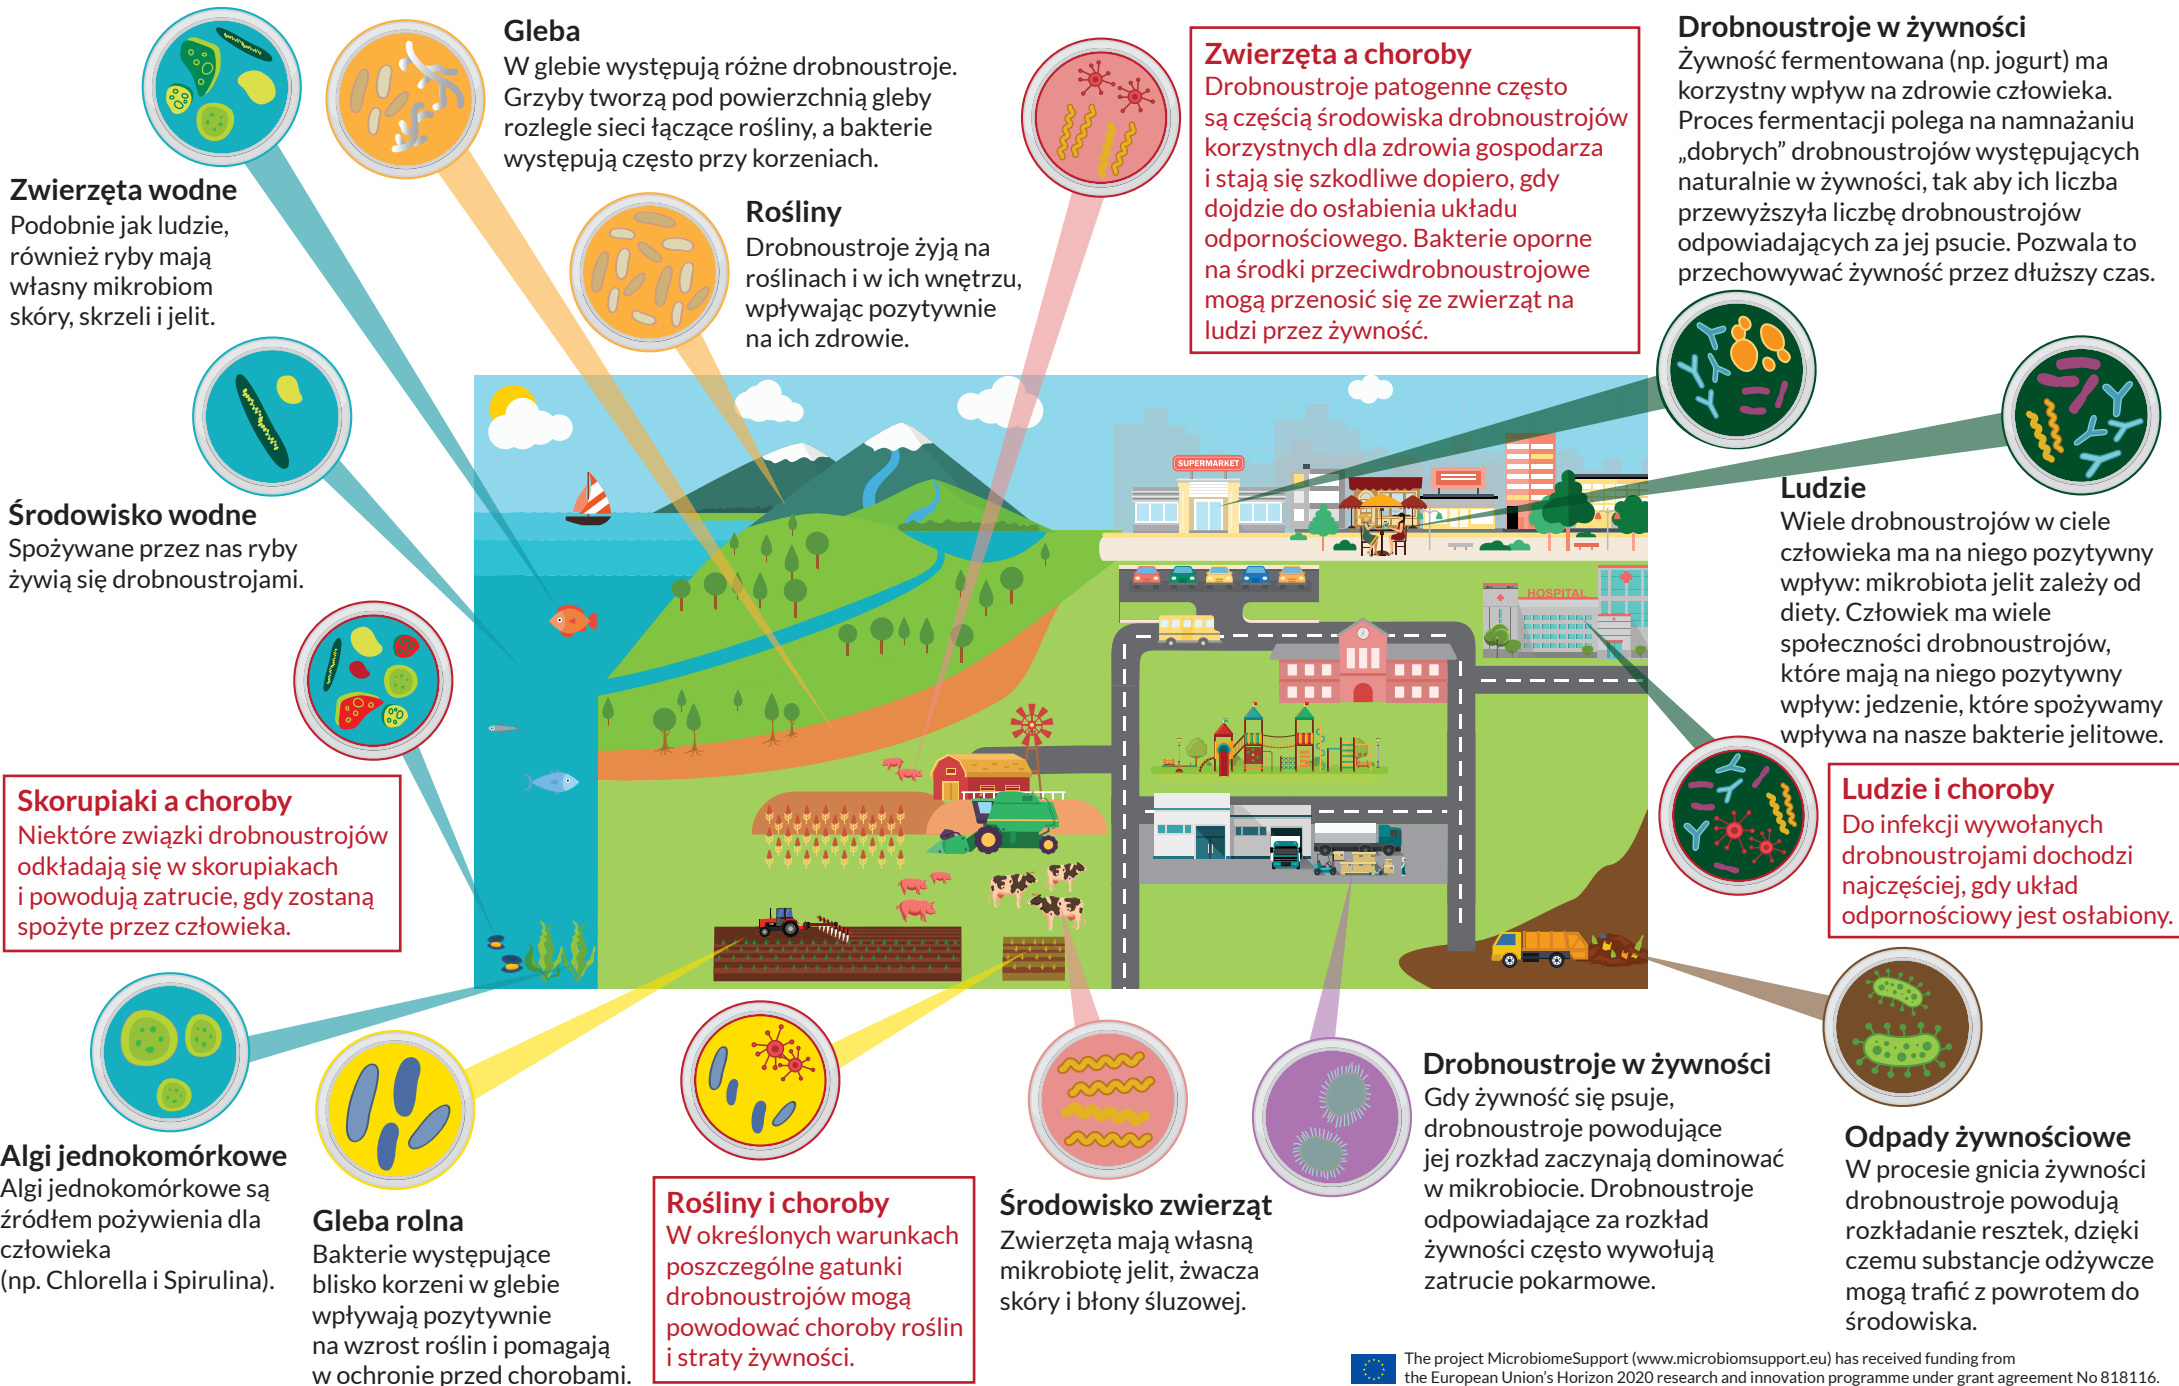 Gleba
W glebie występują różne drobnoustroje.
Grzyby tworzą pod powierzchnią gleby
rozlegle sieci łączące rośliny, a bakterie
występują często przy korzeniach.
Zwierzęta a choroby
Drobnoustroje patogenne często
są częścią środowiska drobnoustrojów
korzystnych dla zdrowia gospodarza
i stają się szkodliwe dopiero, gdy
dojdzie do osłabienia układu
odpornościowego. Bakterie oporne
na środki przeciwdrobnoustrojowe
mogą przenosić się ze zwierząt na
ludzi przez żywność.
Drobnoustroje w żywności
Żywność fermentowana (np. jogurt) ma
korzystny wpływ na zdrowie człowieka.
Proces fermentacji polega na namnażaniu
„dobrych” drobnoustrojów występujących
naturalnie w żywności, tak aby ich liczba
przewyższyła liczbę drobnoustrojów
odpowiadających za jej psucie. Pozwala to
przechowywać żywność przez dłuższy czas.
Zwierzęta wodne
Podobnie jak ludzie,
również ryby mają
własny mikrobiom
skóry, skrzeli i jelit.
Rośliny
Drobnoustroje żyją na
roślinach i w ich wnętrzu,
wpływając pozytywnie
na ich zdrowie.
SUPERMARKET
Środowisko wodne
Spożywane przez nas ryby
żywią się drobnoustrojami.
Ludzie
Wiele drobnoustrojów w ciele
człowieka ma na niego pozytywny
wpływ: mikrobiota jelit zależy od
diety. Człowiek ma wiele
społeczności drobnoustrojów,
które mają na niego pozytywny
wpływ: jedzenie, które spożywamy
wpływa na nasze bakterie jelitowe.
HOSPITAL
Skorupiaki a choroby
Niektóre związki drobnoustrojów
odkładają się w skorupiakach
i powodują zatrucie, gdy zostaną
spożyte przez człowieka.
Ludzie i choroby
Do infekcji wywołanych
drobnoustrojami dochodzi
najczęściej, gdy układ
odpornościowy jest osłabiony.
Algi jednokomórkowe
Algi jednokomórkowe są
źródłem pożywienia dla
człowieka
(np. Chlorella i Spirulina).
Gleba rolna
Bakterie występujące
blisko korzeni w glebie
wpływają pozytywnie
na wzrost roślin i pomagają
w ochronie przed chorobami.
Rośliny i choroby
W określonych warunkach
poszczególne gatunki
drobnoustrojów mogą
powodować choroby roślin
i straty żywności.
Środowisko zwierząt
Zwierzęta mają własną
mikrobiotę jelit, żwacza
skóry i błony śluzowej.
Drobnoustroje w żywności
Gdy żywność się psuje,
drobnoustroje powodujące
jej rozkład zaczynają dominować
w mikrobiocie. Drobnoustroje
odpowiadające za rozkład
żywności często wywołują
zatrucie pokarmowe.
Odpady żywnościowe
W procesie gnicia żywności
drobnoustroje powodują
rozkładanie resztek, dzięki
czemu substancje odżywcze
mogą trafić z powrotem do
środowiska.
The project MicrobiomeSupport (www.microbiomsupport.eu) has received funding from
the European Union’s Horizon 2020 research and innovation programme under grant agreement No 818116.